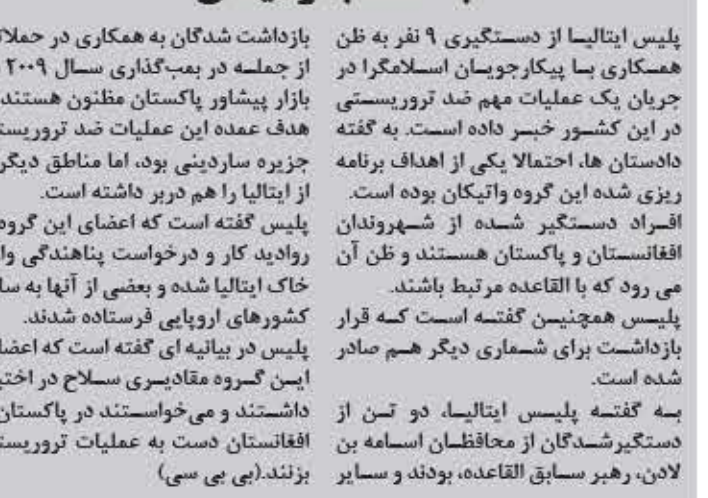 پلیس ایتالیا از دستگیری ۹ نفر به ظن
همکاری با پیکارجویان اسلامگرا در
جریان یک عملیات مهم ضد تروریستی
در این کشور خبر داده است. به گفته
دادستان ها، احتمالا یکی از اهداف برنامه
ریزی شده این گروه واتیکان بوده است.
افراد دستگیر شده از شهروندان
افغانستان و پاکستان هستند و ظن آن
می رود که با القاعده مرتبط باشند.
پلیس همچنین گفته است که قرار
بازداشت برای شماری دیگر هم صادر
شده است.
به گفته پلیس ایتالیا، دو تن از
دستگیرشدگان از محافظان اسامه بن
لادن، رهبر سابق القاعده، بودند و سایر
بازداشت شدگان به همکاری در
از جمله در بمب‌گذاری سال ۲۰۰۹
بازار پیشاور پاکستان مظنون هستند
هدف عمده این عملیات ضد
جزیره ساردینی بود، اما مناطق
از ایتالیا را هم دربر داشته است.
پلیس گفته است که اعضای این گروه
روادید کار و درخواست پناهندگی
خاک ایتالیا شده و بعضی از آنها به
کشورهای اروپایی فرستاده شدند.
پلیس در بیانیه ای گفته است که
این گروه مقادیری سلاح در
داشتند و می‌خواستند در پاکستان
افغانستان دست به عملیات
بزنند.(بی بی سی)